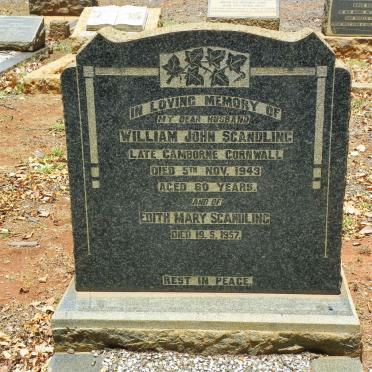 IN LOVING MEMORY OF
MY DEAR HUSBAND
WILLIAM JOHN SCANDLING
LATE CAMBORNE CORNWALL
DIED 5TH NOV. 1943
AGED 60 YEARS.
AND OF
EDITH MARY SCANDLING
DIED 19.5.1957
REST IN PEACE.